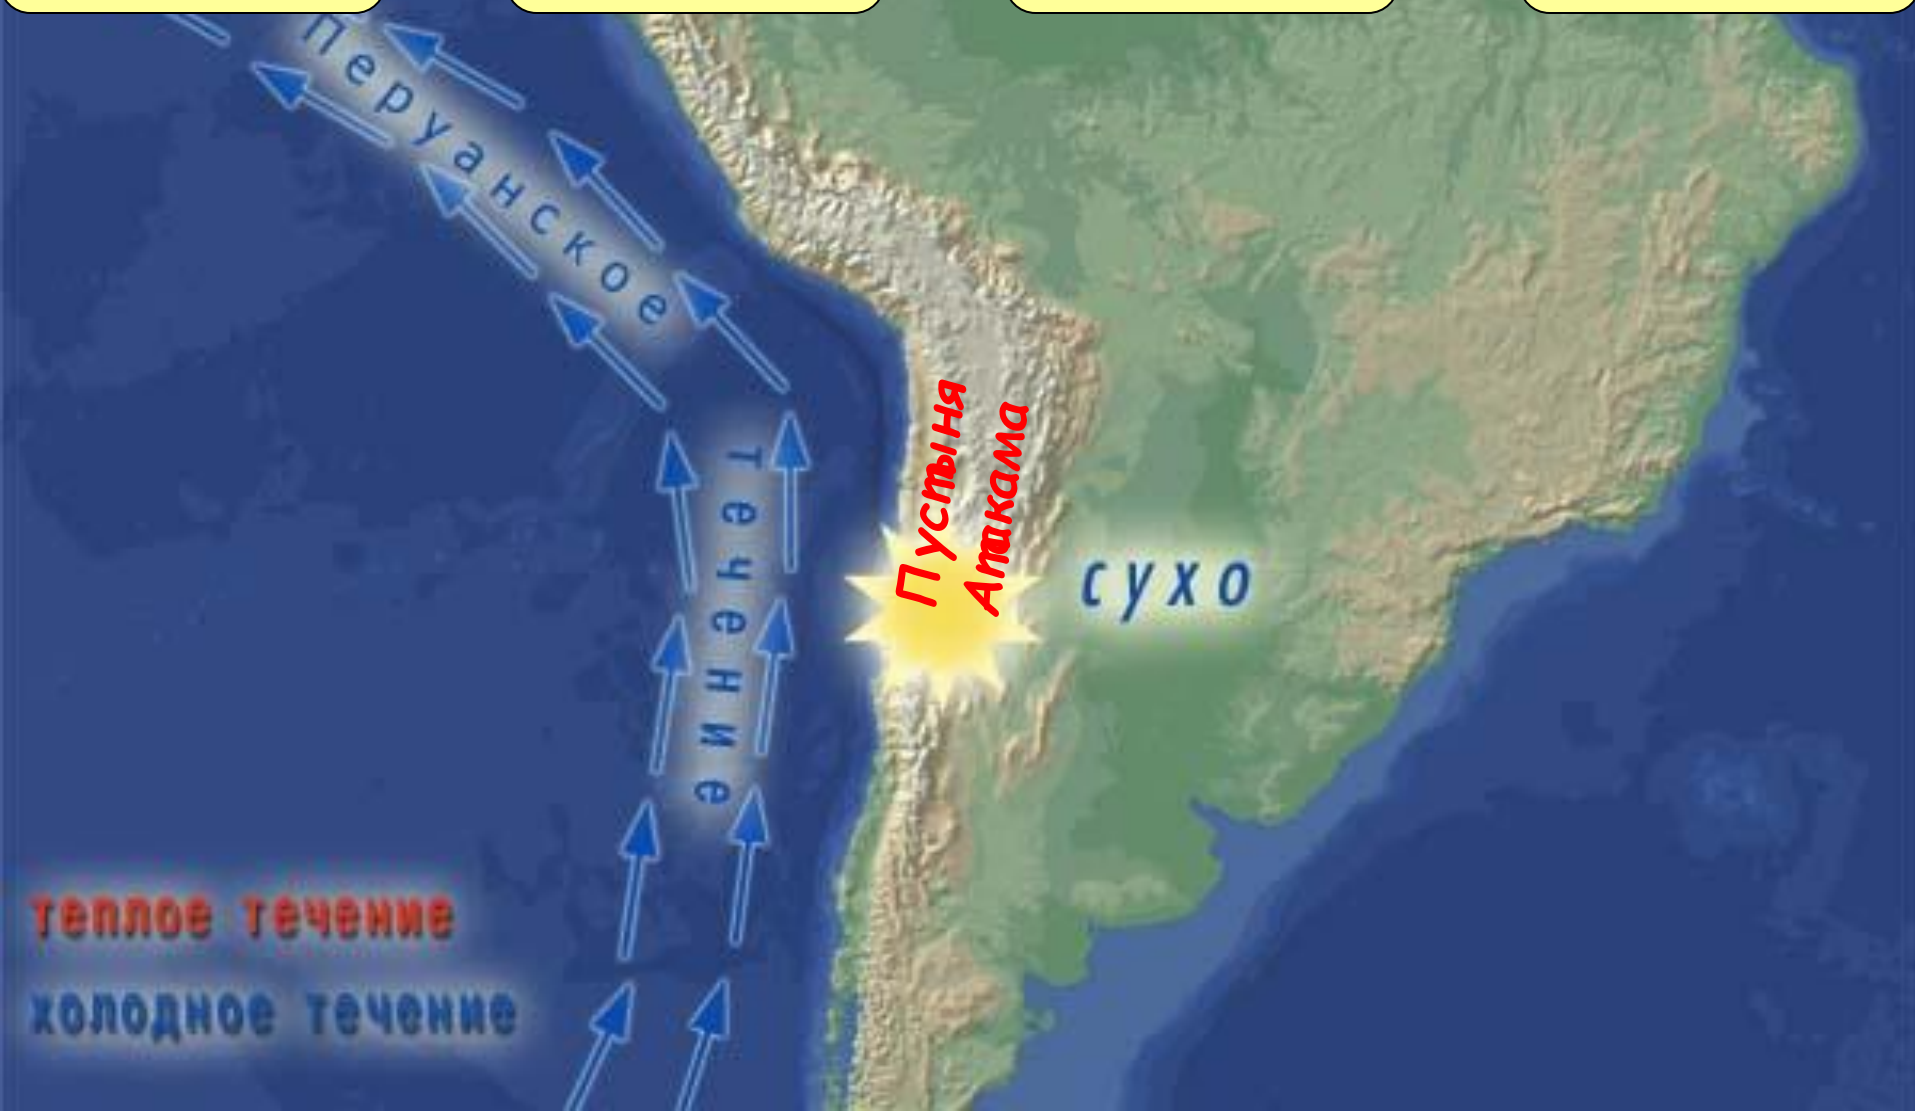 Перуанское
течение
Пустыня
Атакама
сухо
теплое течение
холодное течение